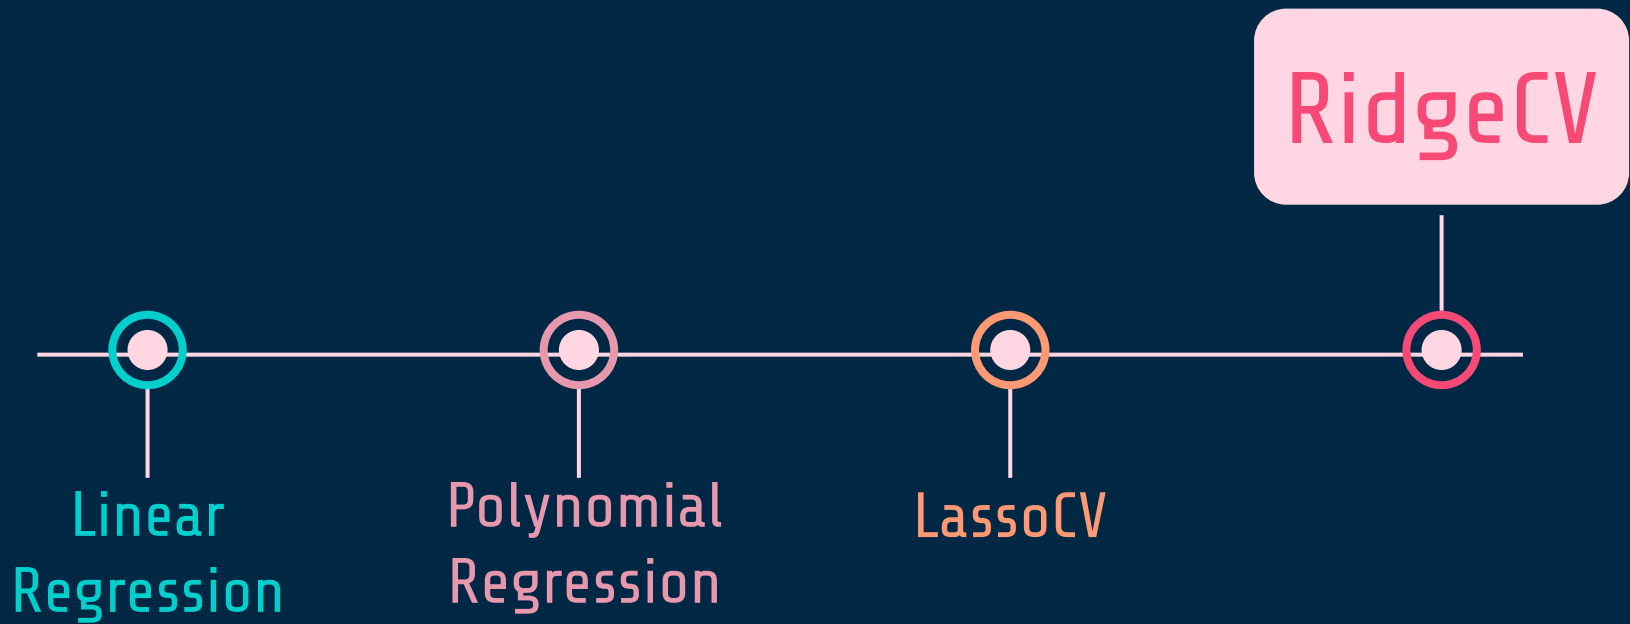 RidgeCV
Linear
Regression
Polynomial
Regression
LassoCV